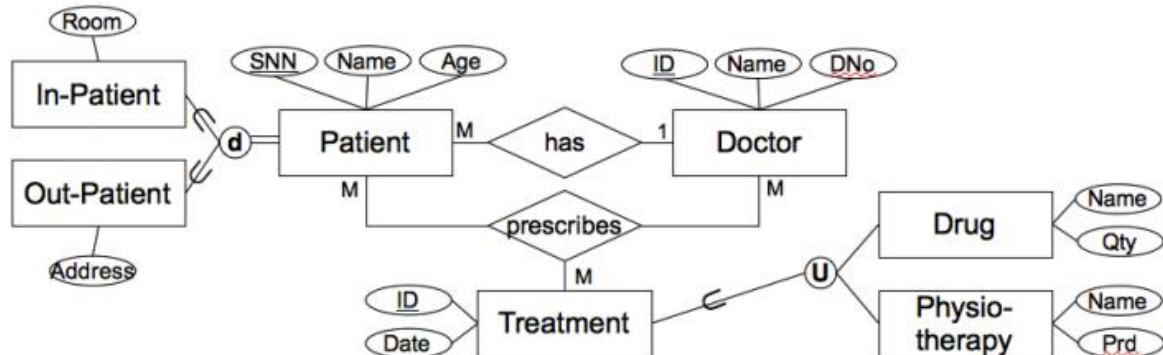 Room
SNN Name Age
ID Name DNo
In-Patient
d
Patient
M
has
1
Doctor
Out-Patient
M
M
prescribes
Address
M
U
Drug
Name
Qty
ID
Date
Treatment
Physio-
therapy
Name
Prd